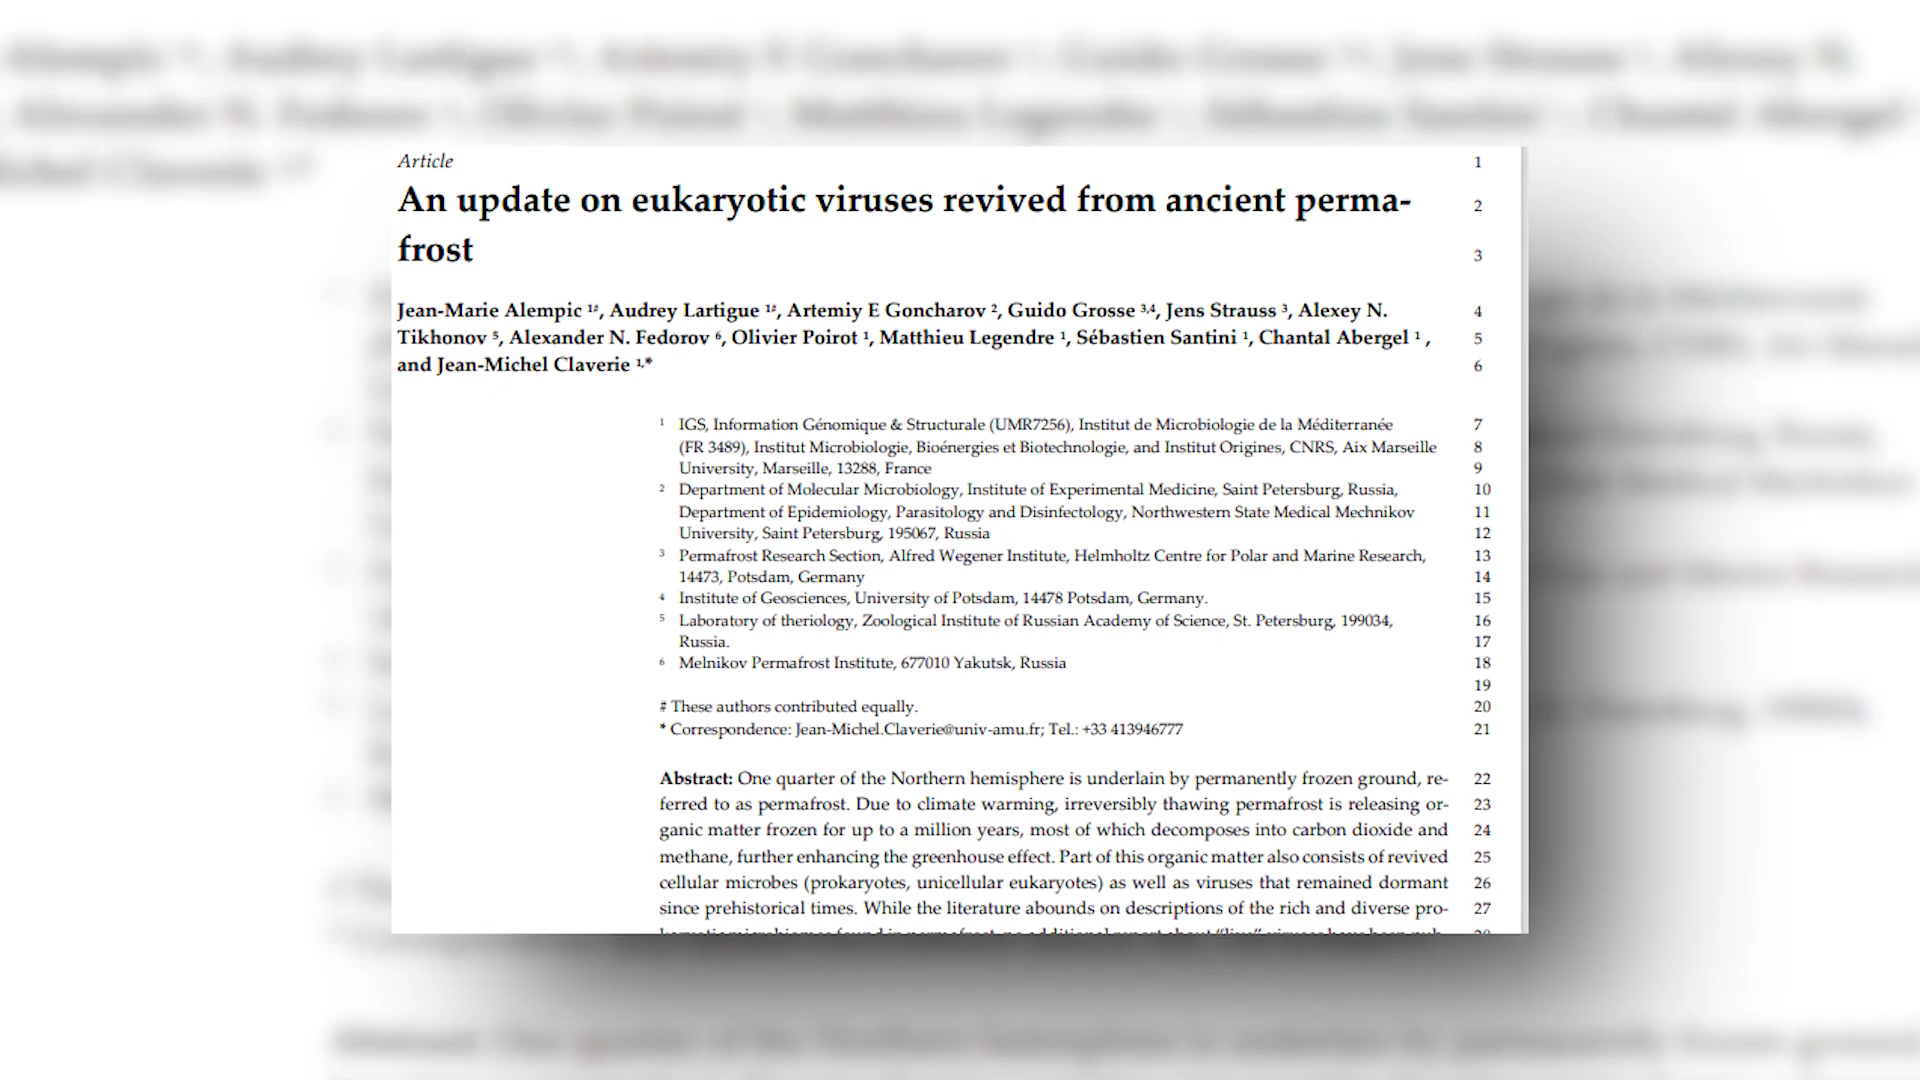 Article 1
An update on eukaryotic viruses revived from ancient perma- 2
frost 3
Jean-Marie Alempic ¹‡, Audrey Lartigue ¹‡, Artemiy E Goncharov ², Guido Grosse ³,⁴, Jens Strauss ³, Alexey N. 4
Tikhonov ⁵, Alexander N. Fedorov ⁶, Olivier Poirot ¹, Matthieu Legendre ¹, Sébastien Santini ¹, Chantal Abergel ¹ , 5
and Jean-Michel Claverie ¹,* 6
¹ IGS, Information Génomique & Structurale (UMR7256), Institut de Microbiologie de la Méditerranée 7
(FR 3489), Institut Microbiologie, Bioénergies et Biotechnologie, and Institut Origines, CNRS, Aix Marseille 8
University, Marseille, 13288, France 9
² Department of Molecular Microbiology, Institute of Experimental Medicine, Saint Petersburg, Russia, 10
Department of Epidemiology, Parasitology and Disinfectology, Northwestern State Medical Mechnikov 11
University, Saint Petersburg, 195067, Russia 12
³ Permafrost Research Section, Alfred Wegener Institute, Helmholtz Centre for Polar and Marine Research, 13
14473, Potsdam, Germany 14
⁴ Institute of Geosciences, University of Potsdam, 14478 Potsdam, Germany. 15
⁵ Laboratory of theriology, Zoological Institute of Russian Academy of Science, St. Petersburg, 199034, 16
Russia. 17
⁶ Melnikov Permafrost Institute, 677010 Yakutsk, Russia 18
19
# These authors contributed equally. 20
* Correspondence: Jean-Michel.Claverie@univ-amu.fr; Tel.: +33 413946777 21
Abstract: One quarter of the Northern hemisphere is underlain by permanently frozen ground, re- 22
ferred to as permafrost. Due to climate warming, irreversibly thawing permafrost is releasing or- 23
ganic matter frozen for up to a million years, most of which decomposes into carbon dioxide and 24
methane, further enhancing the greenhouse effect. Part of this organic matter also consists of revived 25
cellular microbes (prokaryotes, unicellular eukaryotes) as well as viruses that remained dormant 26
since prehistorical times. While the literature abounds on descriptions of the rich and diverse pro- 27